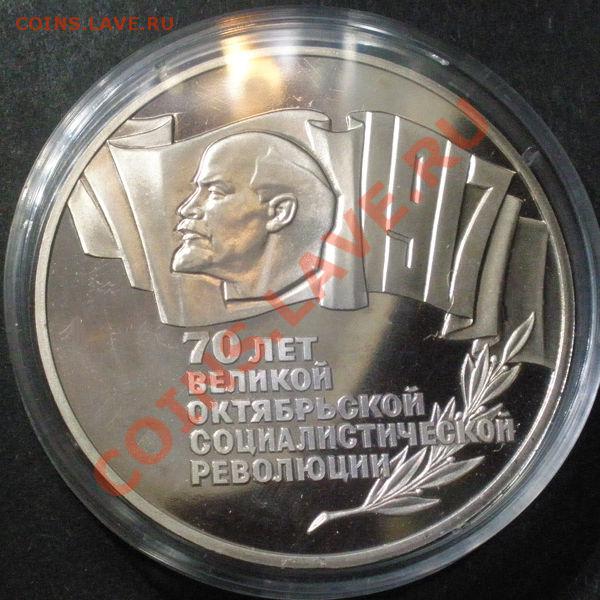 COINS.LAVE.RU
COINS.LAVE.RU
1917
70 ЛЕТ
ВЕЛИКОЙ
ОКТЯБРЬСКОЙ
СОЦИАЛИСТИЧЕСКОЙ
РЕВОЛЮЦИИ